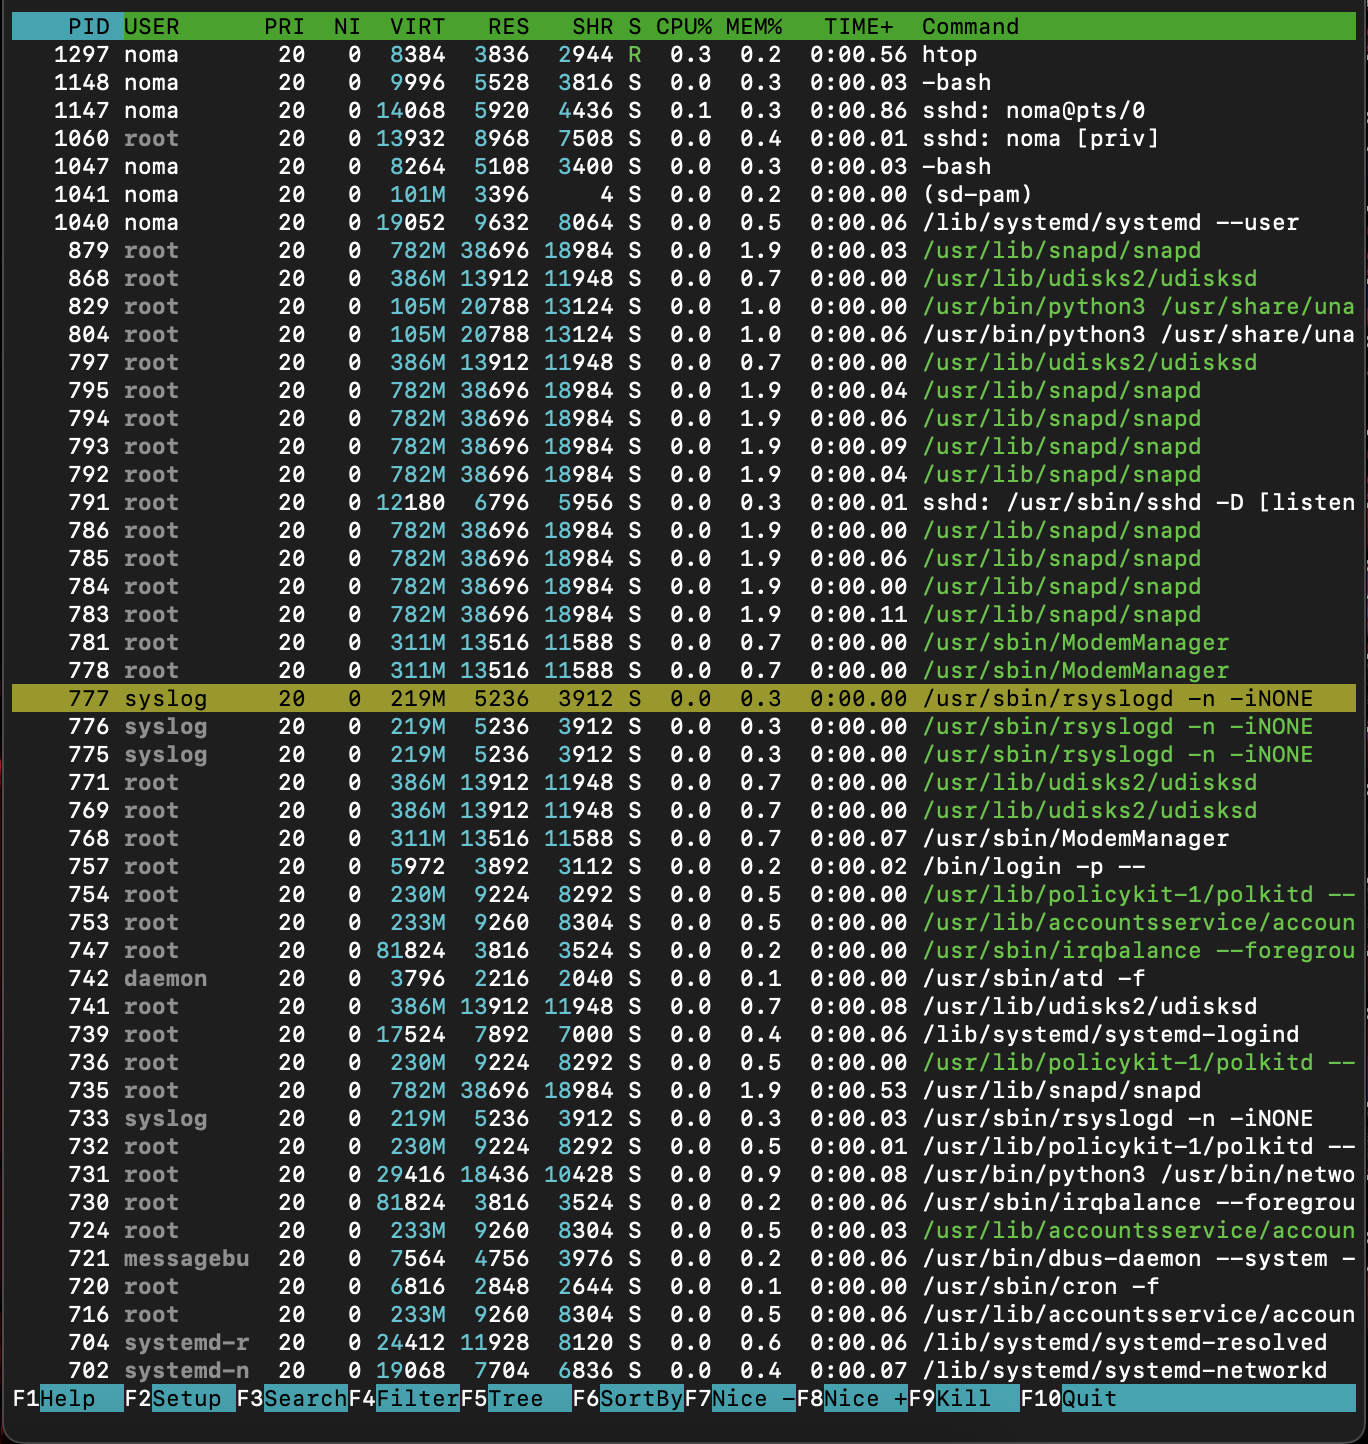 PID USER PRI NI VIRT RES SHR S CPU% MEM% TIME+ Command
1297 noma 20 0 8384 3836 2944 R 0.3 0.2 0:00.56 htop
1148 noma 20 0 9996 5528 3816 S 0.0 0.3 0:00.03 -bash
1147 noma 20 0 14068 5920 4436 S 0.1 0.3 0:00.86 sshd: noma@pts/0
1060 root 20 0 13932 8968 7508 S 0.0 0.4 0:00.01 sshd: noma [priv]
1047 noma 20 0 8264 5108 3400 S 0.0 0.3 0:00.03 -bash
1041 noma 20 0 101M 3396 4 S 0.0 0.2 0:00.00 (sd-pam)
1040 noma 20 0 19052 9632 8064 S 0.0 0.5 0:00.06 /lib/systemd/systemd --user
879 root 20 0 782M 38696 18984 S 0.0 1.9 0:00.03 /usr/lib/snapd/snapd
868 root 20 0 386M 13912 11948 S 0.0 0.7 0:00.00 /usr/lib/udisks2/udisksd
829 root 20 0 105M 20788 13124 S 0.0 1.0 0:00.00 /usr/bin/python3 /usr/share/una
804 root 20 0 105M 20788 13124 S 0.0 1.0 0:00.06 /usr/bin/python3 /usr/share/una
797 root 20 0 386M 13912 11948 S 0.0 0.7 0:00.00 /usr/lib/udisks2/udisksd
795 root 20 0 782M 38696 18984 S 0.0 1.9 0:00.04 /usr/lib/snapd/snapd
794 root 20 0 782M 38696 18984 S 0.0 1.9 0:00.06 /usr/lib/snapd/snapd
793 root 20 0 782M 38696 18984 S 0.0 1.9 0:00.09 /usr/lib/snapd/snapd
792 root 20 0 782M 38696 18984 S 0.0 1.9 0:00.04 /usr/lib/snapd/snapd
791 root 20 0 12180 6796 5956 S 0.0 0.3 0:00.01 sshd: /usr/sbin/sshd -D [listen
786 root 20 0 782M 38696 18984 S 0.0 1.9 0:00.00 /usr/lib/snapd/snapd
785 root 20 0 782M 38696 18984 S 0.0 1.9 0:00.06 /usr/lib/snapd/snapd
784 root 20 0 782M 38696 18984 S 0.0 1.9 0:00.00 /usr/lib/snapd/snapd
783 root 20 0 782M 38696 18984 S 0.0 1.9 0:00.11 /usr/lib/snapd/snapd
781 root 20 0 311M 13516 11588 S 0.0 0.7 0:00.00 /usr/sbin/ModemManager
778 root 20 0 311M 13516 11588 S 0.0 0.7 0:00.00 /usr/sbin/ModemManager
777 syslog 20 0 219M 5236 3912 S 0.0 0.3 0:00.00 /usr/sbin/rsyslogd -n -iNONE
776 syslog 20 0 219M 5236 3912 S 0.0 0.3 0:00.00 /usr/sbin/rsyslogd -n -iNONE
775 syslog 20 0 219M 5236 3912 S 0.0 0.3 0:00.00 /usr/sbin/rsyslogd -n -iNONE
771 root 20 0 386M 13912 11948 S 0.0 0.7 0:00.00 /usr/lib/udisks2/udisksd
769 root 20 0 386M 13912 11948 S 0.0 0.7 0:00.00 /usr/lib/udisks2/udisksd
768 root 20 0 311M 13516 11588 S 0.0 0.7 0:00.07 /usr/sbin/ModemManager
757 root 20 0 5972 3892 3112 S 0.0 0.2 0:00.02 /bin/login -p --
754 root 20 0 230M 9224 8292 S 0.0 0.5 0:00.00 /usr/lib/policykit-1/polkitd --
753 root 20 0 233M 9260 8304 S 0.0 0.5 0:00.00 /usr/lib/accountsservice/accoun
747 root 20 0 81824 3816 3524 S 0.0 0.2 0:00.00 /usr/sbin/irqbalance --foregrou
742 daemon 20 0 3796 2216 2040 S 0.0 0.1 0:00.00 /usr/sbin/atd -f
741 root 20 0 386M 13912 11948 S 0.0 0.7 0:00.08 /usr/lib/udisks2/udisksd
739 root 20 0 17524 7892 7000 S 0.0 0.4 0:00.06 /lib/systemd/systemd-logind
736 root 20 0 230M 9224 8292 S 0.0 0.5 0:00.00 /usr/lib/policykit-1/polkitd --
735 root 20 0 782M 38696 18984 S 0.0 1.9 0:00.53 /usr/lib/snapd/snapd
733 syslog 20 0 219M 5236 3912 S 0.0 0.3 0:00.03 /usr/sbin/rsyslogd -n -iNONE
732 root 20 0 230M 9224 8292 S 0.0 0.5 0:00.01 /usr/lib/policykit-1/polkitd --
731 root 20 0 29416 18436 10428 S 0.0 0.9 0:00.08 /usr/bin/python3 /usr/bin/netwo
730 root 20 0 81824 3816 3524 S 0.0 0.2 0:00.06 /usr/sbin/irqbalance --foregrou
724 root 20 0 233M 9260 8304 S 0.0 0.5 0:00.03 /usr/lib/accountsservice/accoun
721 messagebu 20 0 7564 4756 3976 S 0.0 0.2 0:00.06 /usr/bin/dbus-daemon --system -
720 root 20 0 6816 2848 2644 S 0.0 0.1 0:00.00 /usr/sbin/cron -f
716 root 20 0 233M 9260 8304 S 0.0 0.5 0:00.06 /usr/lib/accountsservice/accoun
704 systemd-r 20 0 24412 11928 8120 S 0.0 0.6 0:00.06 /lib/systemd/systemd-resolved
702 systemd-n 20 0 19068 7704 6836 S 0.0 0.4 0:00.07 /lib/systemd/systemd-networkd
F1Help F2Setup F3SearchF4FilterF5Tree F6SortByF7Nice -F8Nice +F9Kill F10Quit